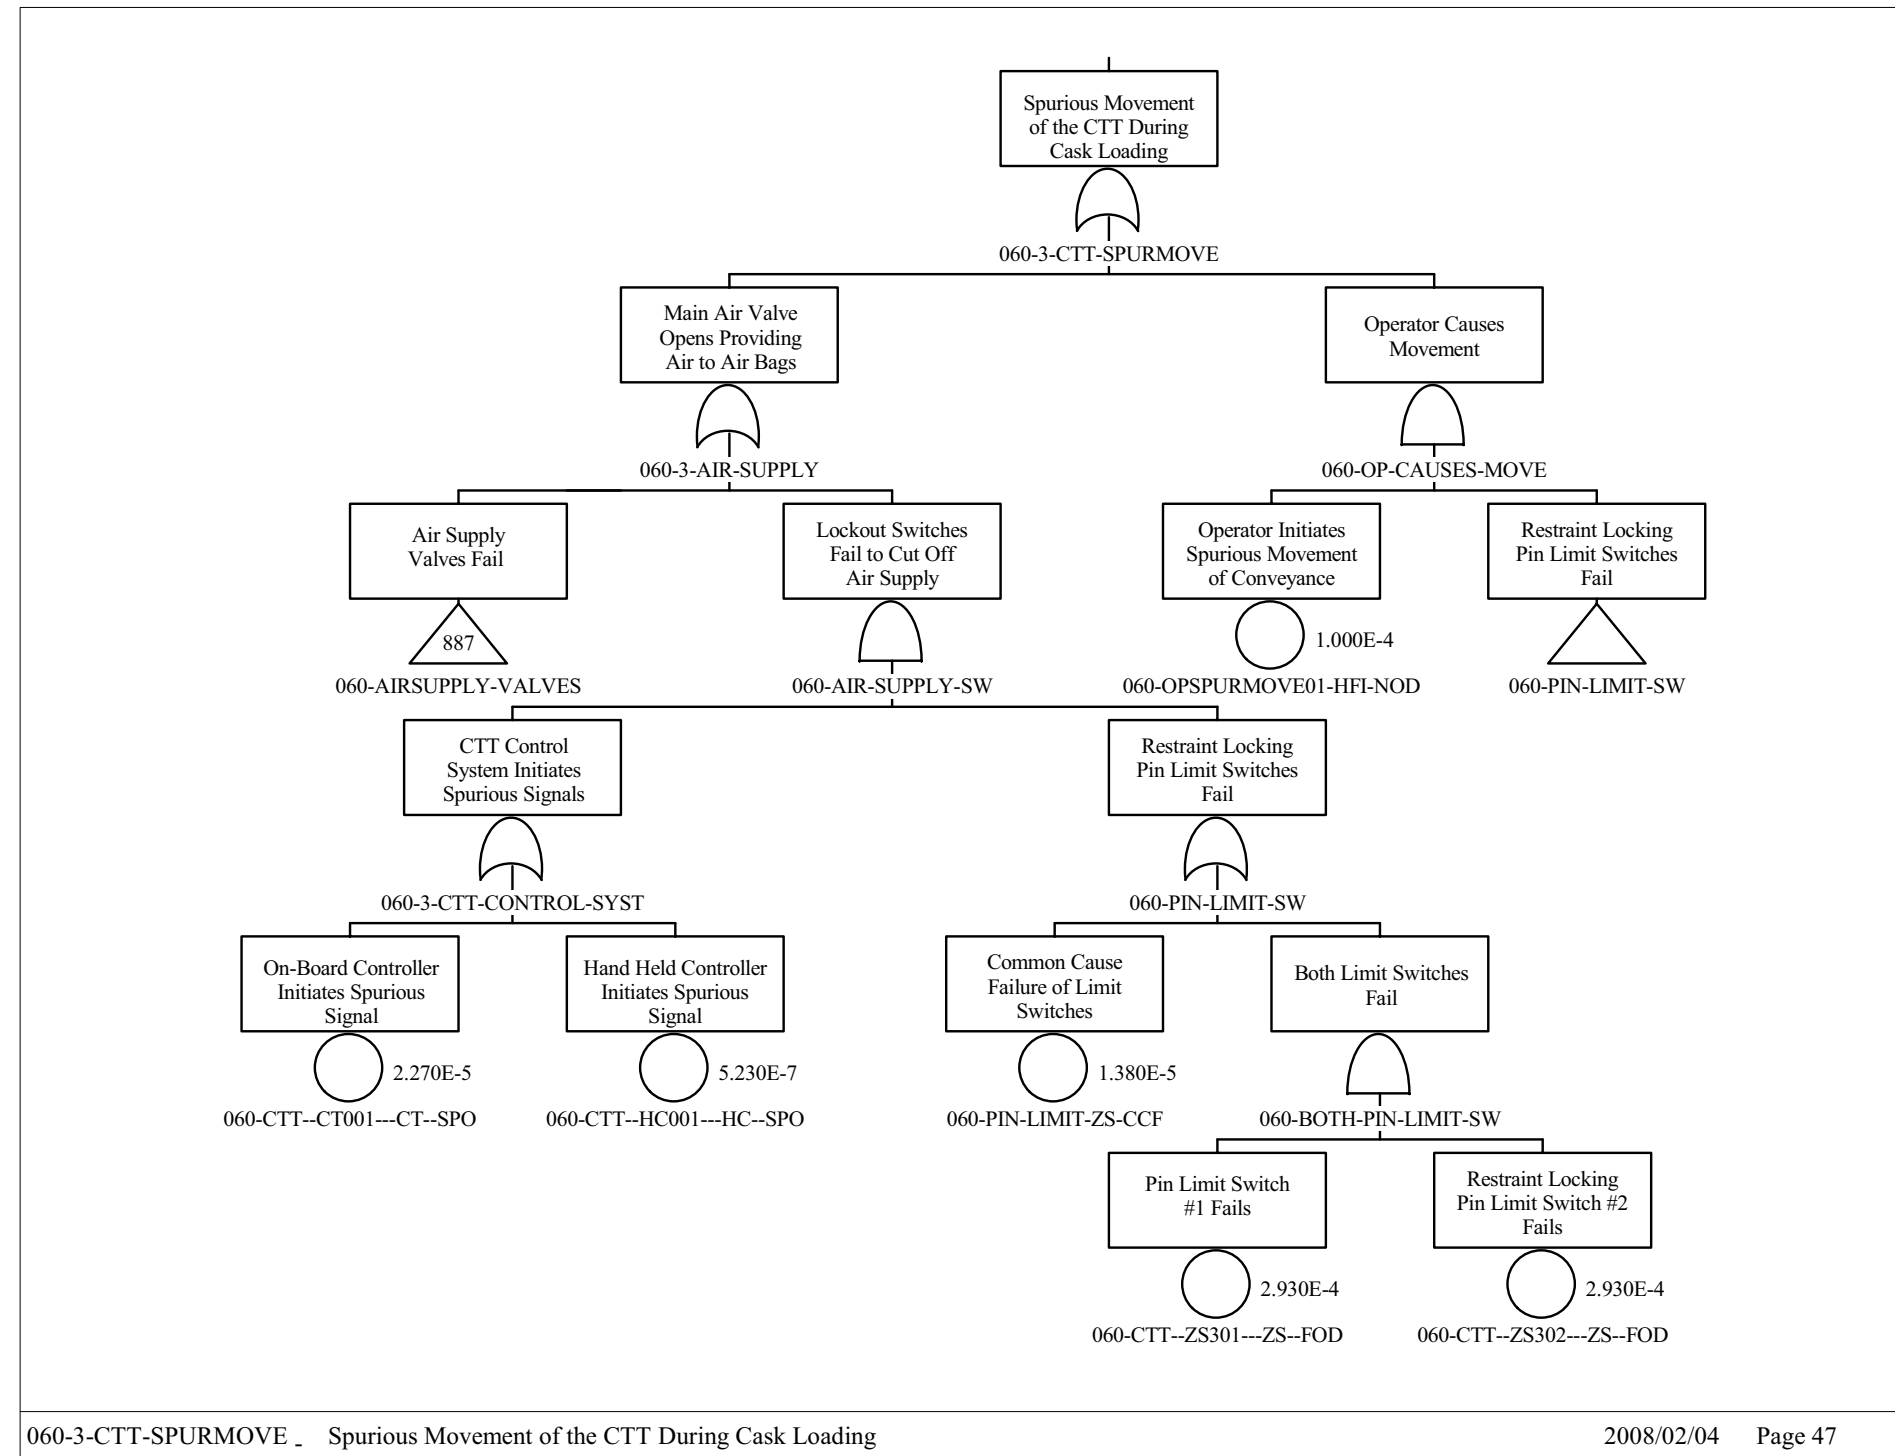 Spurious Movement
of the CTT During
Cask Loading
060-3-CTT-SPURMOVE
Main Air Valve
Opens Providing
Air to Air Bags
060-3-AIR-SUPPLY
Operator Causes
Movement
060-OP-CAUSES-MOVE
Air Supply
Valves Fail
887
060-AIRSUPPLY-VALVES
Lockout Switches
Fail to Cut Off
Air Supply
060-AIR-SUPPLY-SW
Operator Initiates
Spurious Movement
of Conveyance
1.000E-4
060-OPSPURMOVE01-HFI-NOD
Restraint Locking
Pin Limit Switches
Fail
060-PIN-LIMIT-SW
CTT Control
System Initiates
Spurious Signals
060-3-CTT-CONTROL-SYST
Restraint Locking
Pin Limit Switches
Fail
060-PIN-LIMIT-SW
On-Board Controller
Initiates Spurious
Signal
2.270E-5
060-CTT--CT001---CT--SPO
Hand Held Controller
Initiates Spurious
Signal
5.230E-7
060-CTT--HC001---HC--SPO
Common Cause
Failure of Limit
Switches
1.380E-5
060-PIN-LIMIT-ZS-CCF
Both Limit Switches
Fail
060-BOTH-PIN-LIMIT-SW
Pin Limit Switch
#1 Fails
2.930E-4
060-CTT--ZS301---ZS--FOD
Restraint Locking
Pin Limit Switch #2
Fails
2.930E-4
060-CTT--ZS302---ZS--FOD
060-3-CTT-SPURMOVE - Spurious Movement of the CTT During Cask Loading 2008/02/04 Page 47